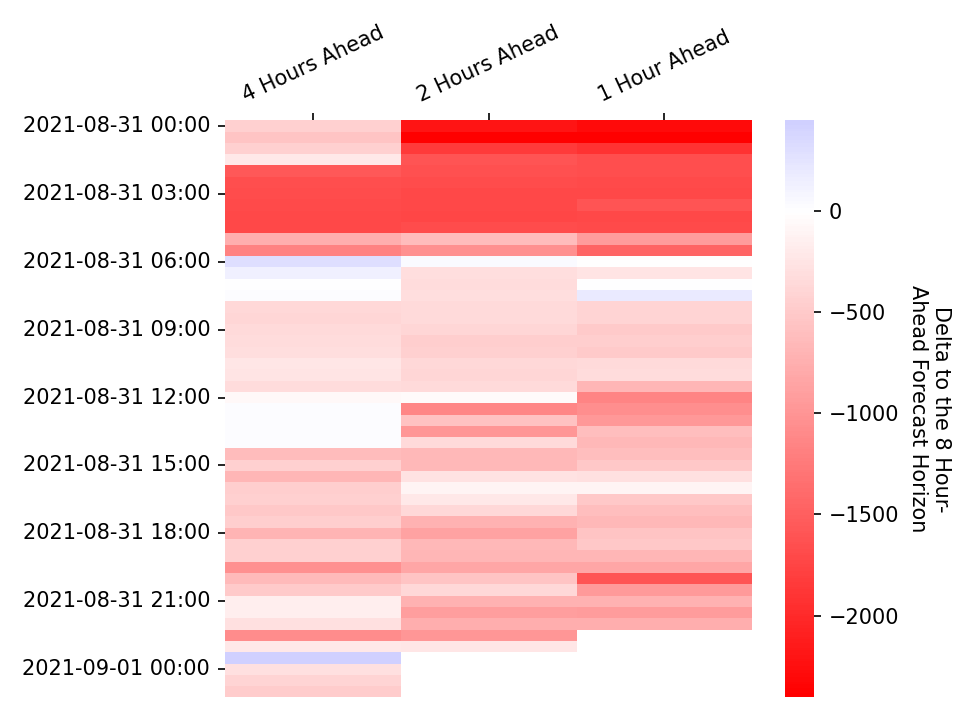 4 Hours Ahead
2 Hours Ahead
1 Hour Ahead
2021-08-31 00:00
2021-08-31 03:00
2021-08-31 06:00
2021-08-31 09:00
2021-08-31 12:00
2021-08-31 15:00
2021-08-31 18:00
2021-08-31 21:00
2021-09-01 00:00
0
−500
−1000
−1500
−2000
Delta to the 8 Hour-
Ahead Forecast Horizon